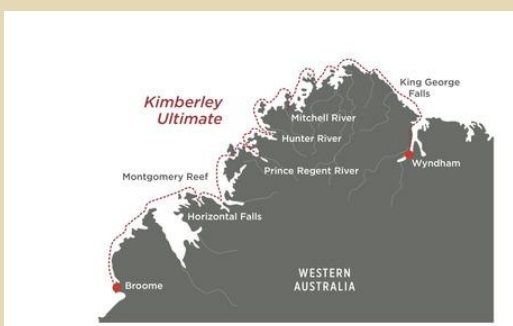 King George
Falls
Kimberley
Ultimate
Mitchell River
Hunter River
Wyndham
Prince Regent River
Montgomery Reef
Horizontal Falls
WESTERN
AUSTRALIA
Broome